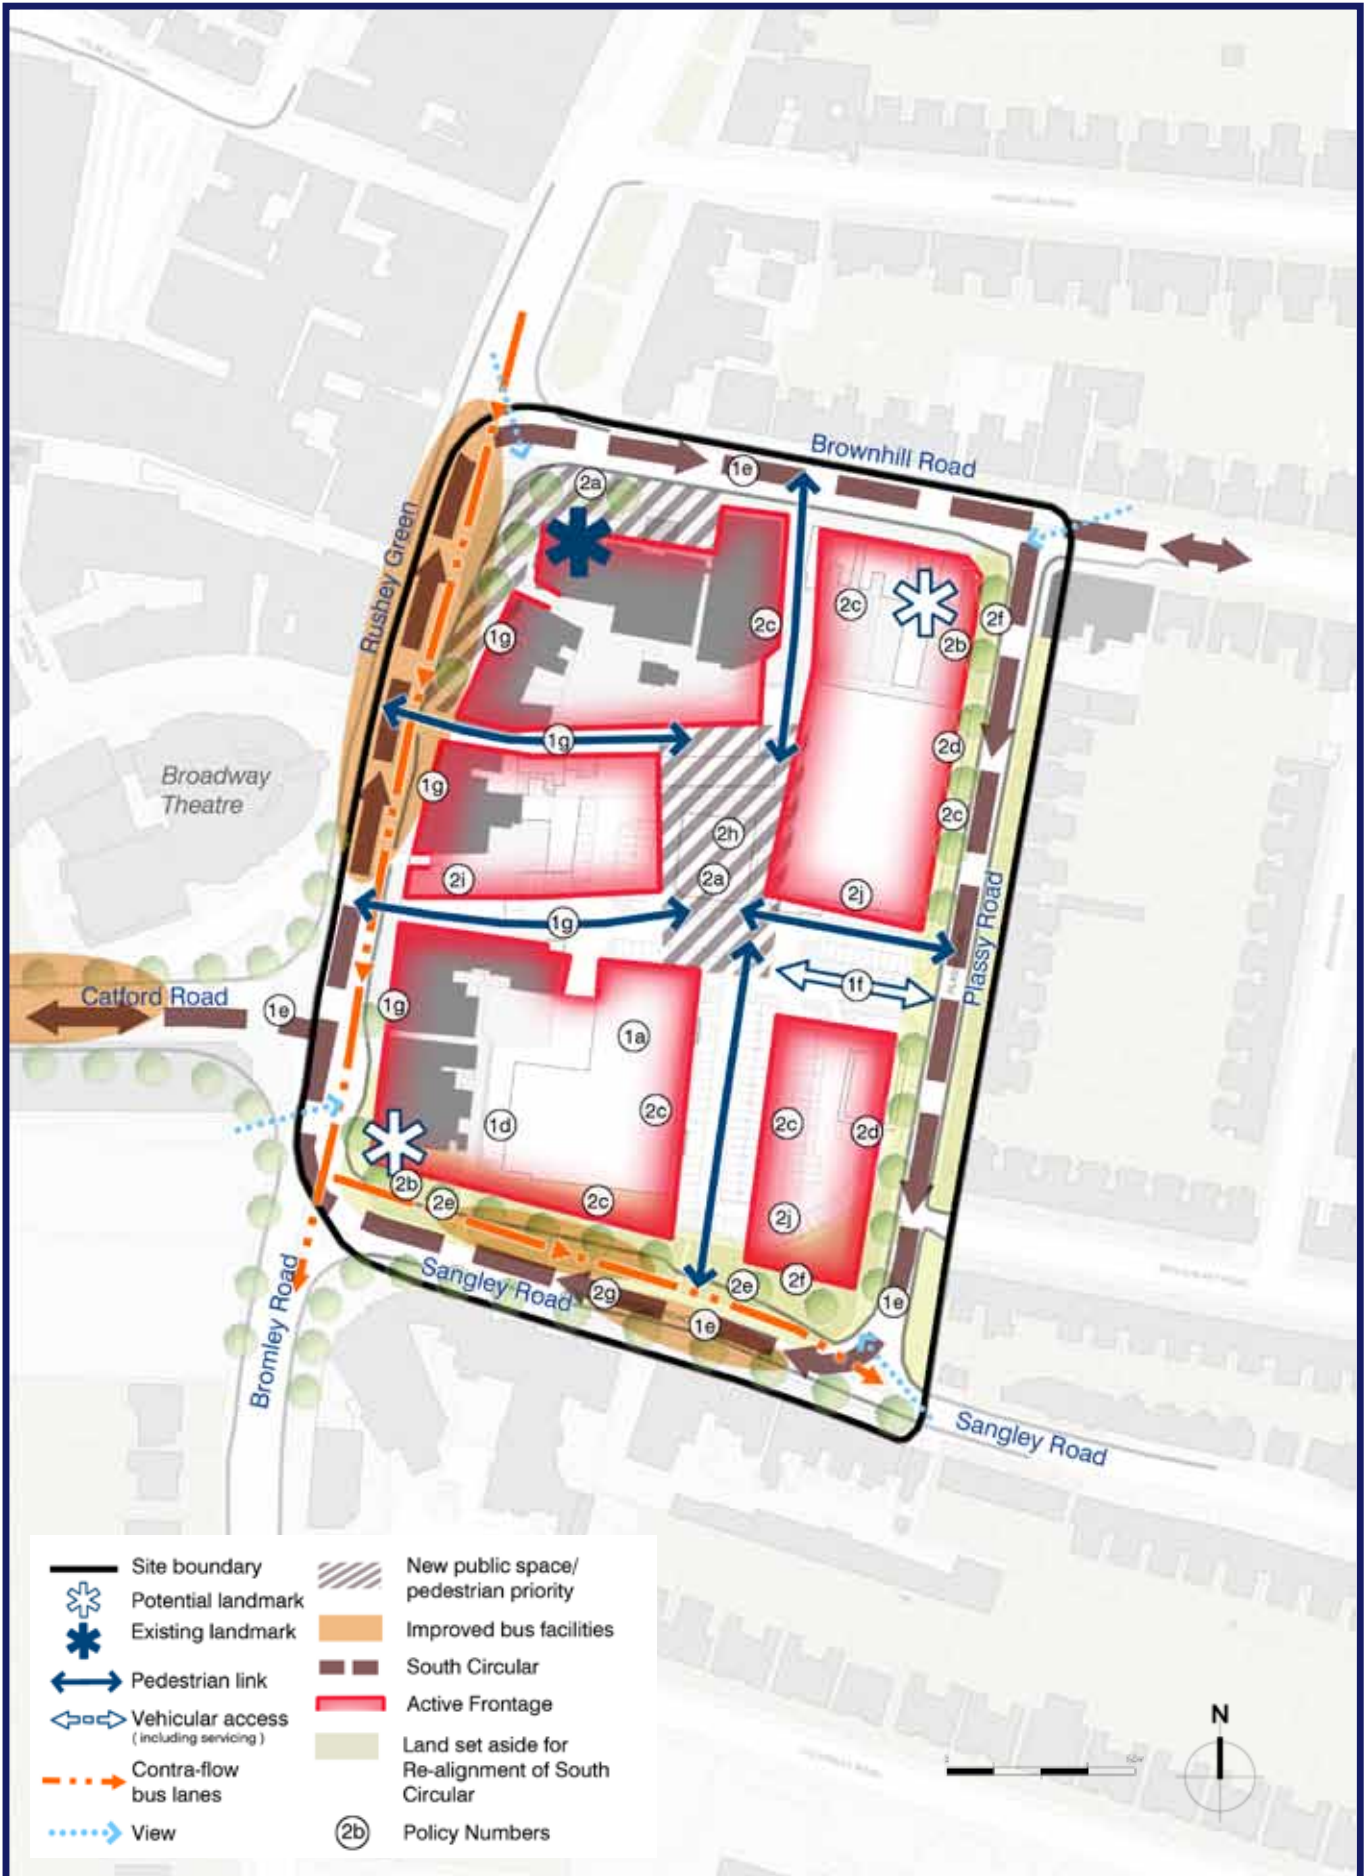 Brownhill Road
1e
2a
Rushey Green
2c
2c
2f
2b
1g
1g
2d
1g
Broadway
Theatre
2c
2h
2a
2i
2j
1g
Plassy Road
Catford Road
1e
1f
1g
1a
2c
1d
2c
2d
2b
2e
2c
2j
Sangley Road
2g
2e
2f
1e
1e
Bromley Road
Sangley Road
Site boundary
Potential landmark
Existing landmark
Pedestrian link
Vehicular access
( including servicing )
Contra-flow
bus lanes
View
New public space/
pedestrian priority
Improved bus facilities
South Circular
Active Frontage
Land set aside for
Re-alignment of South
Circular
2b
Policy Numbers
N